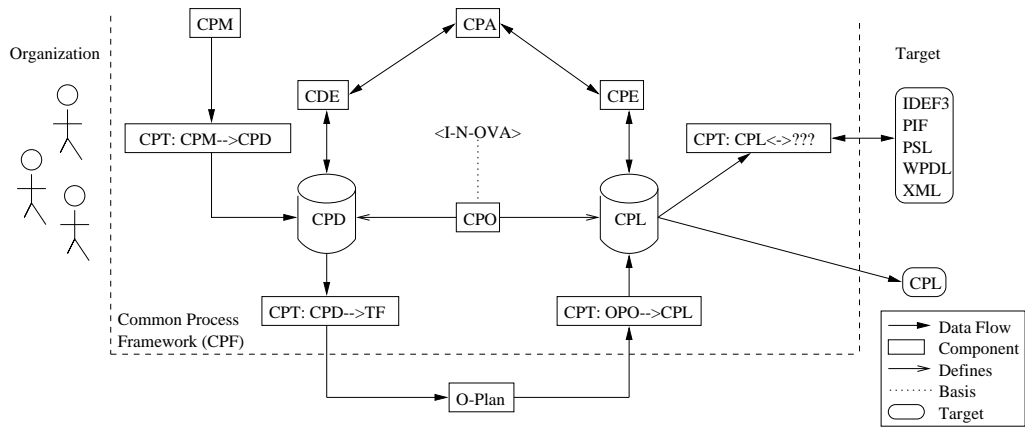 CPM
CPA
Organization
Target
CDE
CPE
IDEF3
PIF
PSL
WPDL
XML
<I-N-OVA>
CPT: CPM-->CPD
CPT: CPL<->???
CPD
CPO
CPL
CPL
CPT: CPD-->TF
CPT: OPO-->CPL
Common Process
Framework (CPF)
O-Plan
Data Flow
Component
Defines
Basis
Target